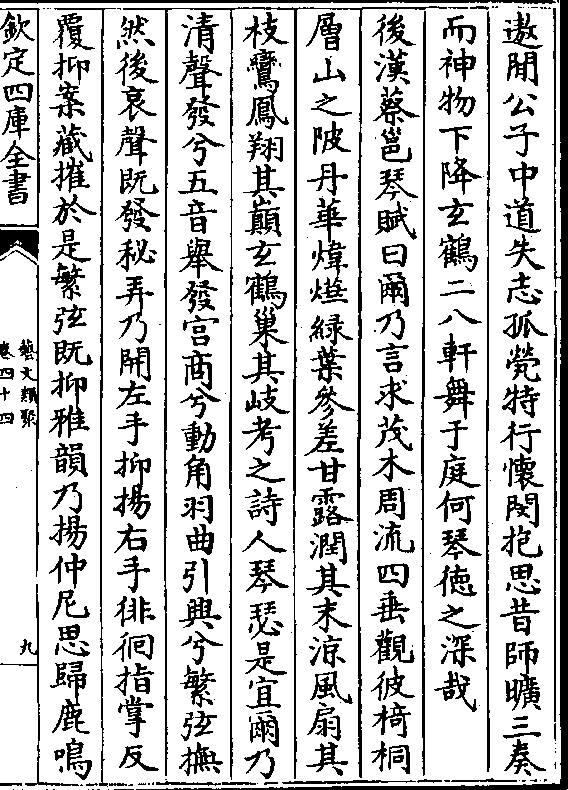 遨閒公子中道失志孤煢特行懷閔抱思昔師曠三奏
而神物下降玄鶴二八軒舞于庭何琴徳之深哉
後漢蔡邕琴賦曰爾乃言求茂木周流四垂觀彼椅桐
層山之陂丹華煒燁綠葉參差甘露潤其末涼風扇其
枝鸞鳳翔其巔玄鶴巢其岐考之詩人琴瑟是宜爾乃
清聲發兮五音舉發宫商兮動角羽曲引興兮繁弦撫
然後哀聲既發秘弄乃開左手抑揚右手徘徊指掌反
覆抑案藏摧於是繁弦既抑雅韻乃揚仲尼思歸鹿鳴
欽定四庫全書
藝文類聚
卷四十四
九